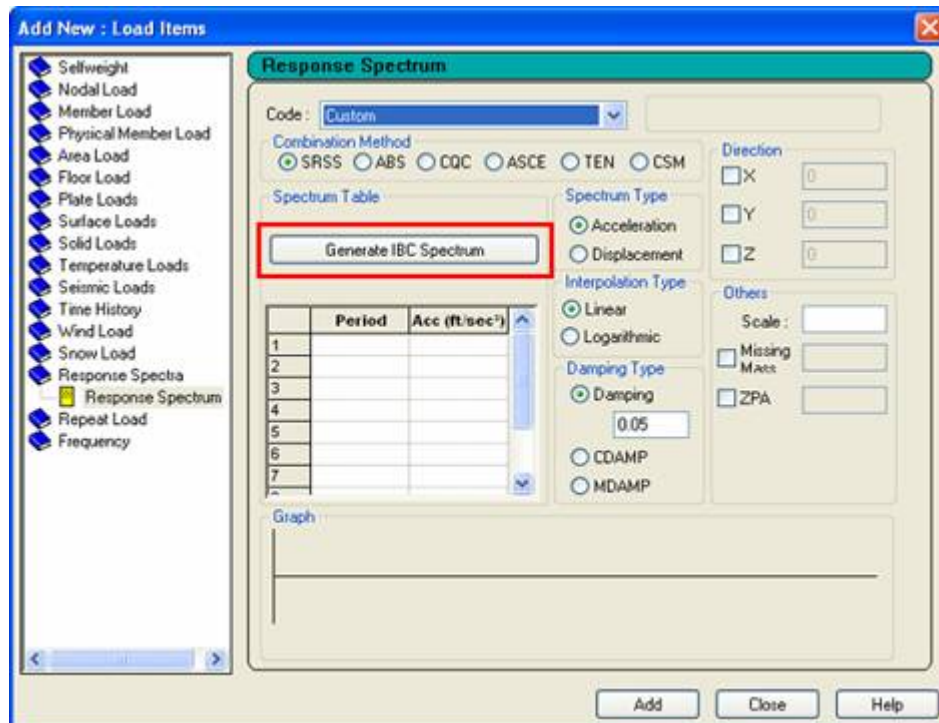 Add New : Load Items
Selfweight
Nodal Load
Member Load
Physical Member Load
Area Load
Floor Load
Plate Loads
Surface Loads
Solid Loads
Temperature Loads
Seismic Loads
Time History
Wind Load
Snow Load
Response Spectra
Response Spectrum
Repeat Load
Frequency
Response Spectrum
Code : Custom
Combination Method
SRSS ABS CQC ASCE TEN CSM
Spectrum Table
Generate IBC Spectrum
Period Acc (ft/sec²)
1
2
3
4
5
6
7
Spectrum Type
Acceleration
Displacement
Interpolation Type
Linear
Logarithmic
Damping Type
Damping
0.05
CDAMP
MDAMP
Direction
X 0
Y 0
Z 0
Others
Scale :
Missing
Mass
ZPA
Graph
Add Close Help